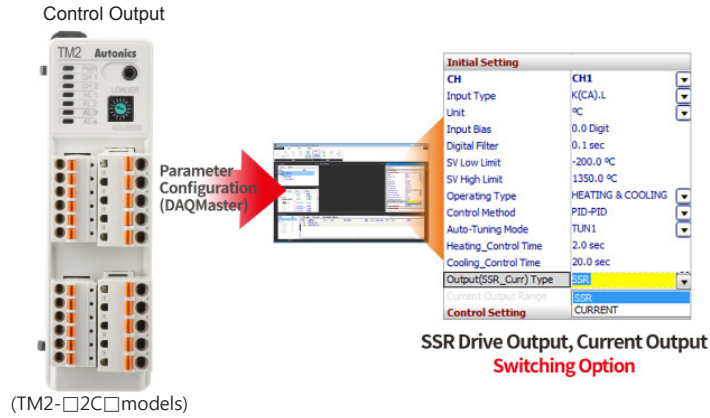 Control Output
TM2 Autonics
PWR
CH 1
CH 2
AL 1
AL 2
AL 3
AL 4
LOADER
ADDRESS
Parameter
Configuration
(DAQMaster)
Initial Setting
CH CH1
Input Type K(CA).L
Unit ºC
Input Bias 0.0 Digit
Digital Filter 0.1 sec
SV Low Limit -200.0 ºC
SV High Limit 1350.0 ºC
Operating Type HEATING & COOLING
Control Method PID-PID
Auto-Tuning Mode TUN1
Heating_Control Time 2.0 sec
Cooling_Control Time 20.0 sec
Output(SSR_Curr) Type SSR
Current Output Range SSR
Control Setting CURRENT
SSR Drive Output, Current Output
Switching Option
(TM2-□2C□models)